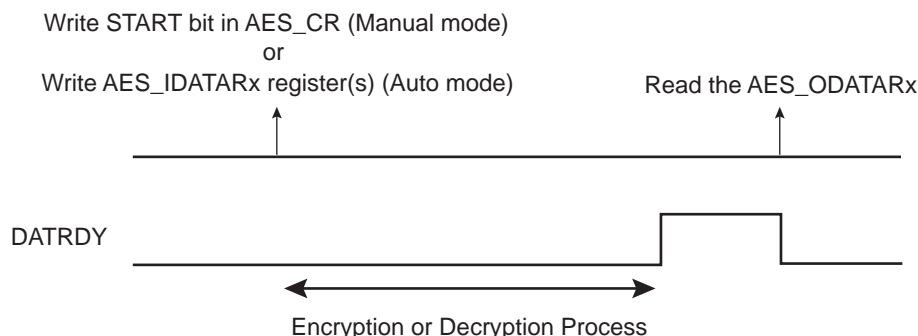 Write START bit in AES_CR (Manual mode)
or
Write AES_IDATARx register(s) (Auto mode)
Read the AES_ODATARx
DATRDY
Encryption or Decryption Process